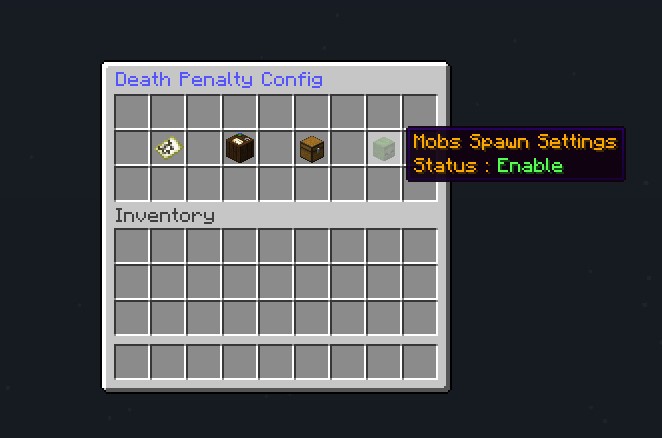 Death Penalty Config
Mobs Spawn Settings
Status : Enable
Inventory